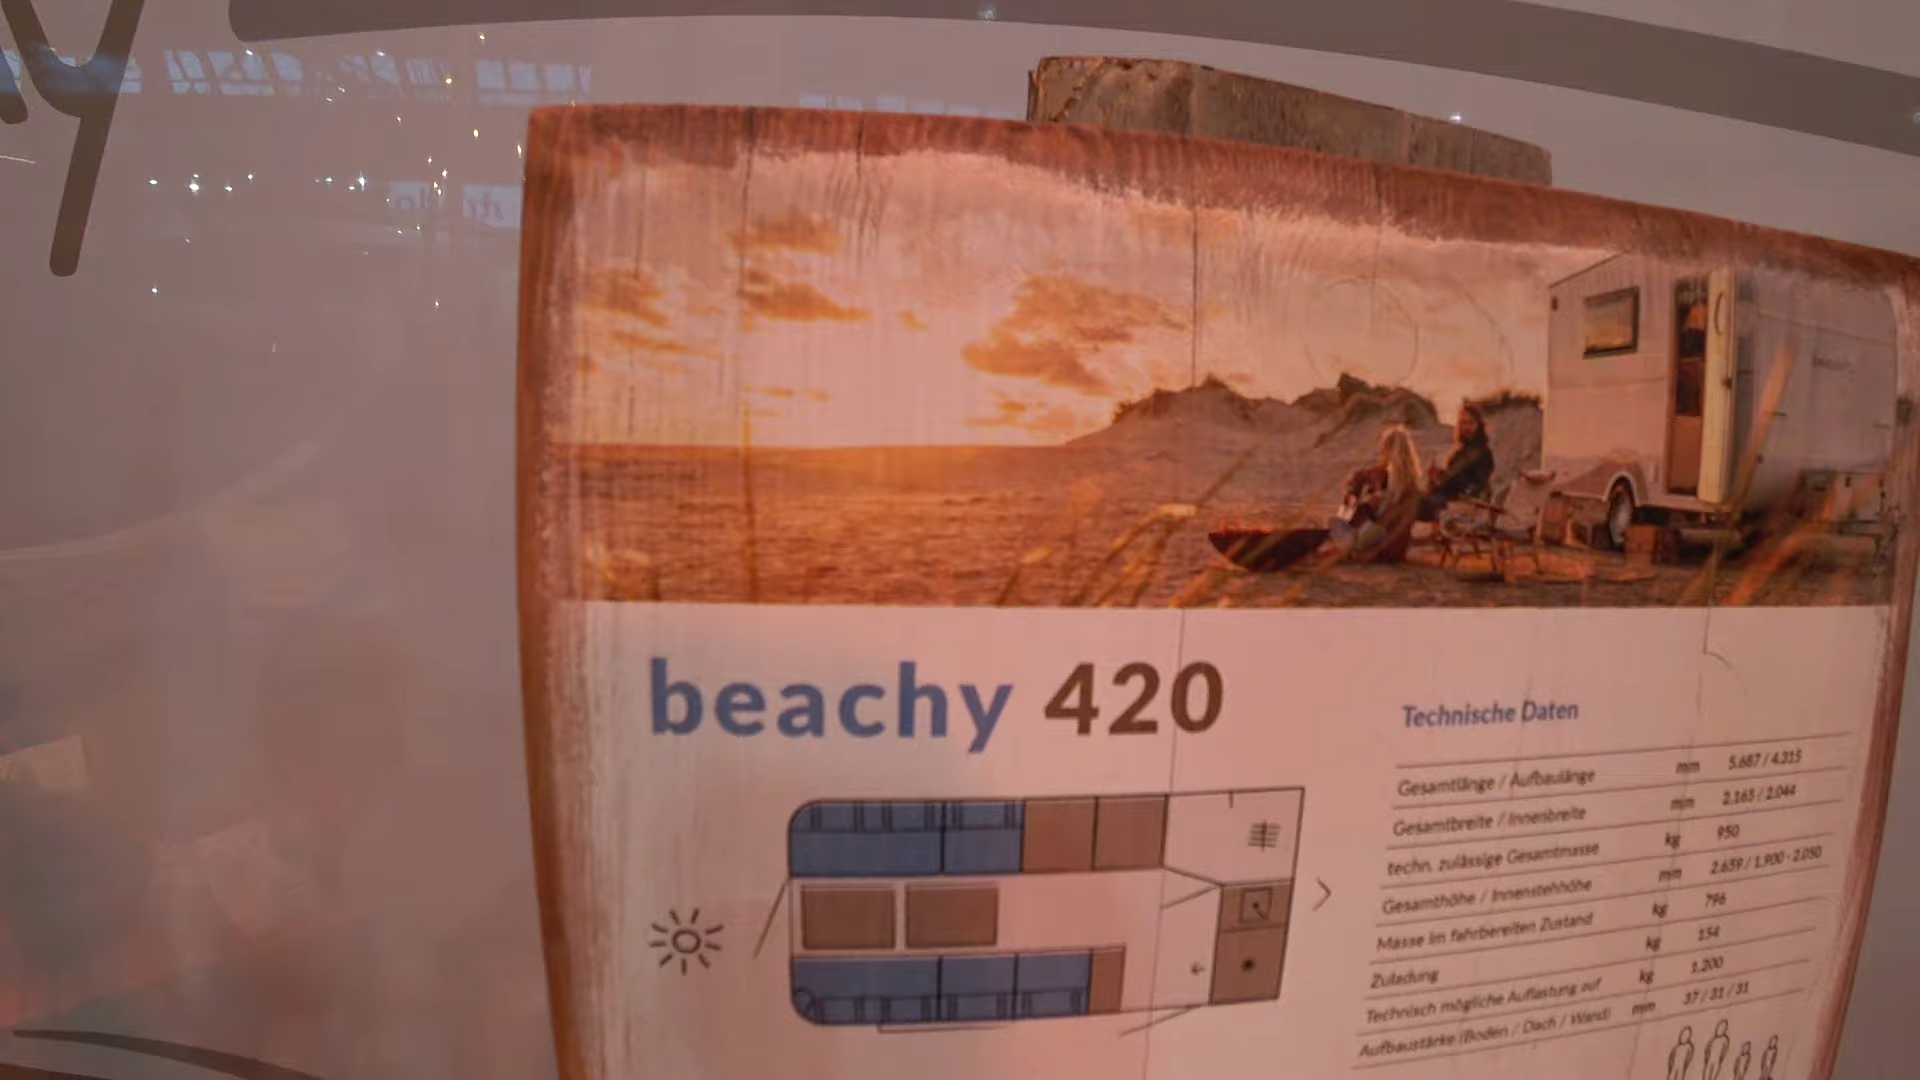 y
beachy 420
Technische Daten
Gesamtlänge / Aufbaulänge mm 5.687 / 4.315
Gesamtbreite / Innenbreite mm 2.165 / 2.044
techn. zulässige Gesamtmasse kg 950
Gesamthöhe / Innenstehhöhe mm 2.659 / 1.900 - 2.050
Masse im fahrbereiten Zustand kg 796
Zuladung kg 154
Technisch mögliche Auflastung auf kg 1.200
Aufbaustärke (Boden / Dach / Wand) mm 37 / 31 / 31